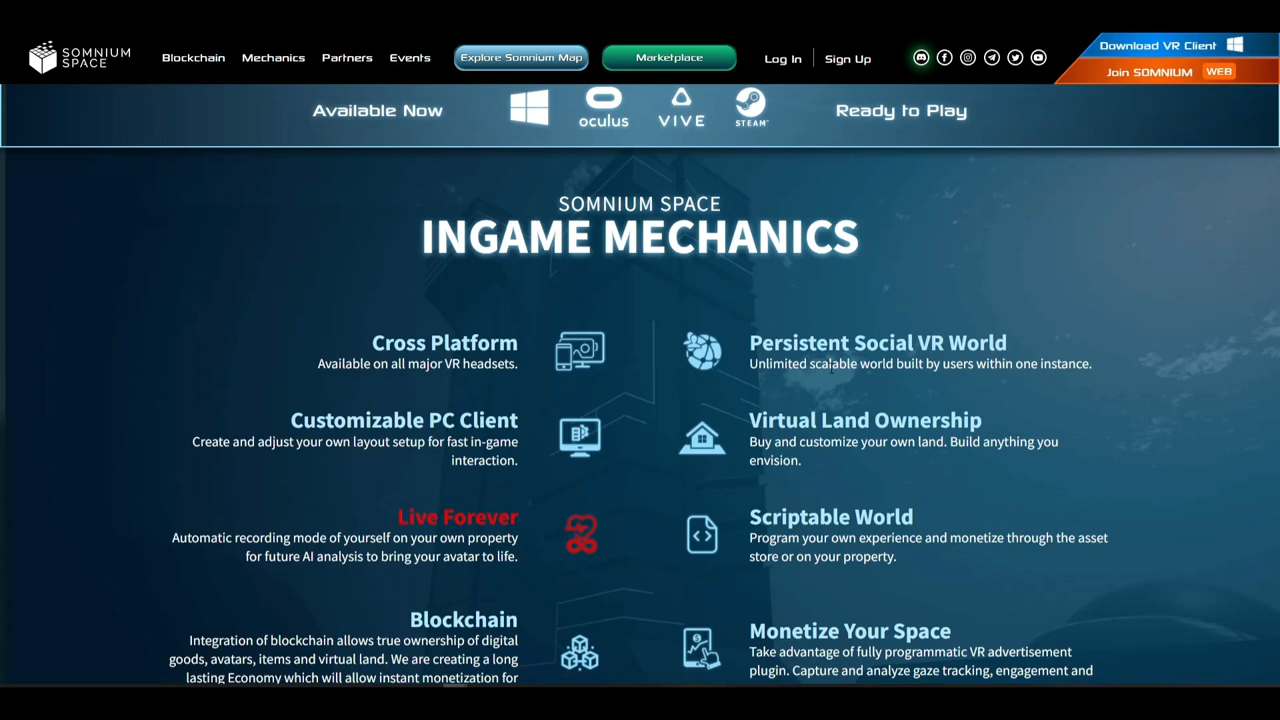 SOMNIUM
SPACE
Blockchain
Mechanics
Partners
Events
Explore Somnium Map
Marketplace
Log In
Sign Up
Download VR Client
Join SOMNIUM WEB
Available Now
oculus
VIVE
STEAM
Ready to Play
SOMNIUM SPACE
INGAME MECHANICS
Cross Platform
Available on all major VR headsets.
Persistent Social VR World
Unlimited scalable world built by users within one instance.
Customizable PC Client
Create and adjust your own layout setup for fast in-game
interaction.
Virtual Land Ownership
Buy and customize your own land. Build anything you
envision.
Live Forever
Automatic recording mode of yourself on your own property
for future AI analysis to bring your avatar to life.
Scriptable World
Program your own experience and monetize through the asset
store or on your property.
Blockchain
Integration of blockchain allows true ownership of digital
goods, avatars, items and virtual land. We are creating a long
lasting Economy which will allow instant monetization for
Monetize Your Space
Take advantage of fully programmatic VR advertisement
plugin. Capture and analyze gaze tracking, engagement and